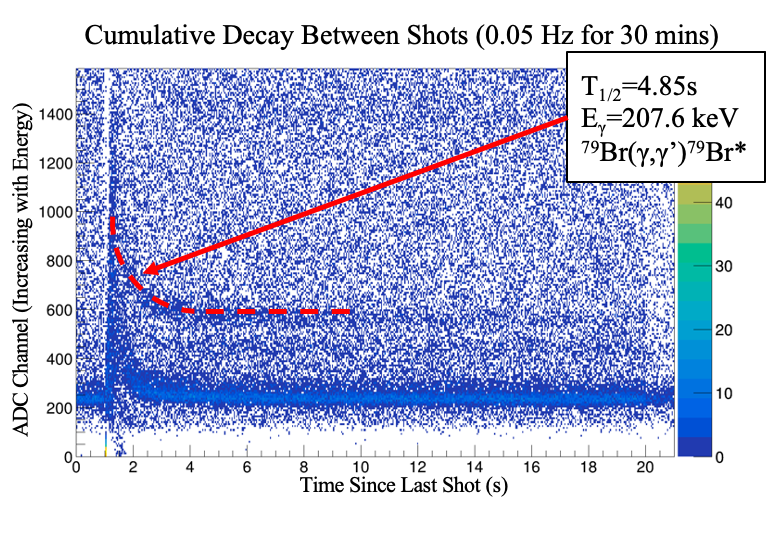 Cumulative Decay Between Shots (0.05 Hz for 30 mins)
T1/2=4.85s
Eγ=207.6 keV
⁷⁹Br(γ,γ’)⁷⁹Br*
ADC Channel (Increasing with Energy)
1400
1200
1000
800
600
400
200
0
0 2 4 6 8 10 12 14 16 18 20
Time Since Last Shot (s)
40
30
20
10
0